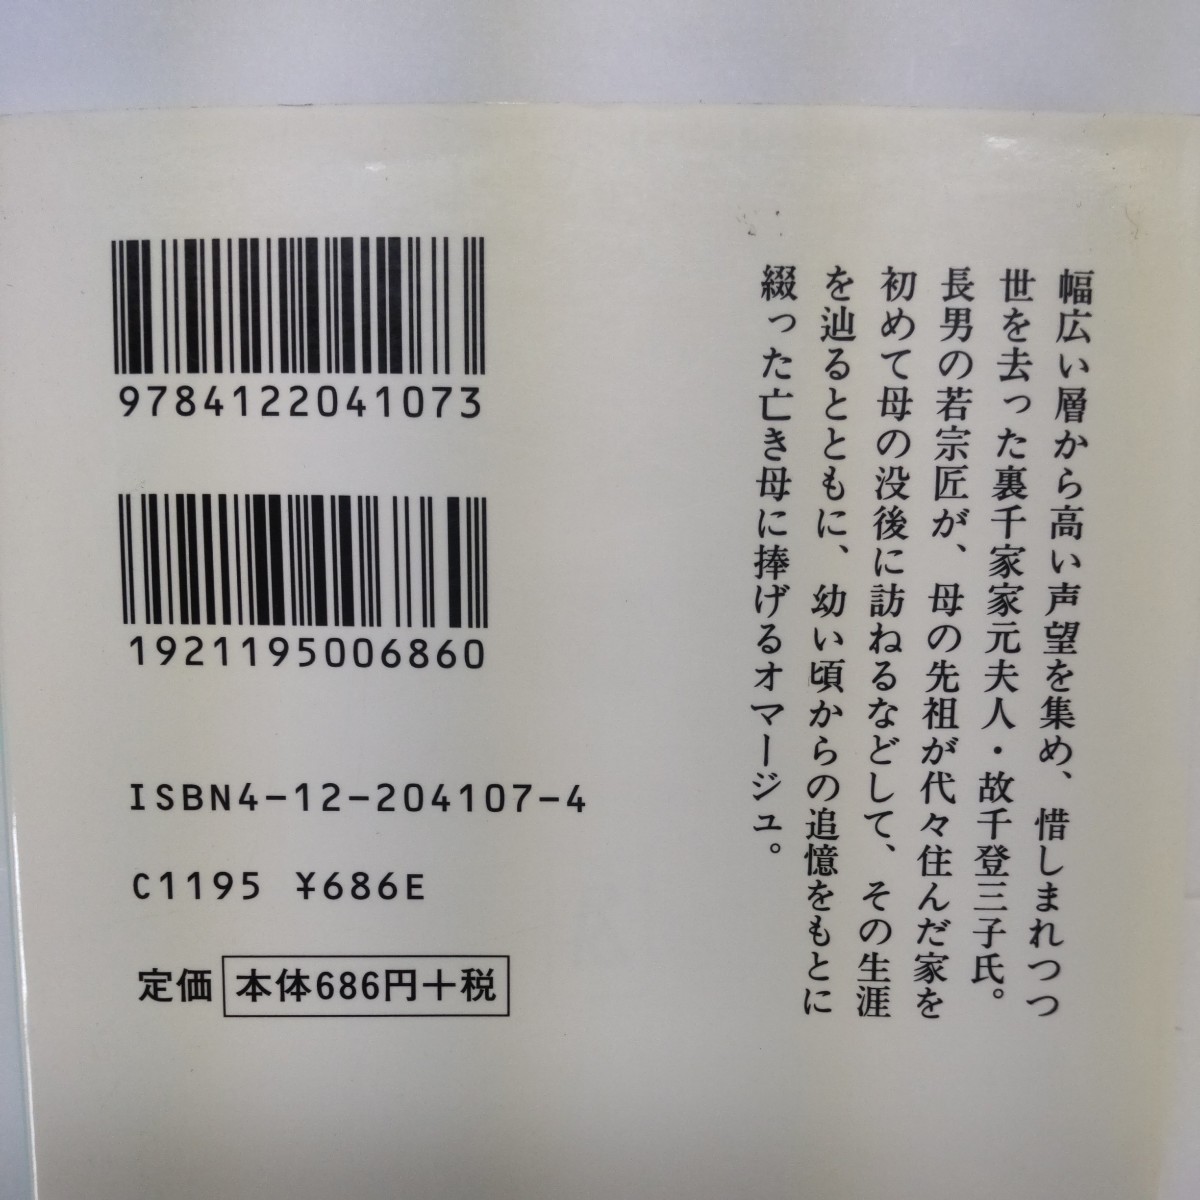 幅広い層から高い声望を集め、惜しまれつつ
世を去った裏千家家元夫人・故千登三子氏。
長男の若宗匠が、母の先祖が代々住んだ家を
初めて母の没後に訪ねるなどして、その生涯
を辿るとともに、幼い頃からの追憶をもとに
綴った亡き母に捧げるオマージュ。
9784122041073
1921195006860
ISBN4-12-204107-4
C1195 ¥686E
定価 本体686円+税